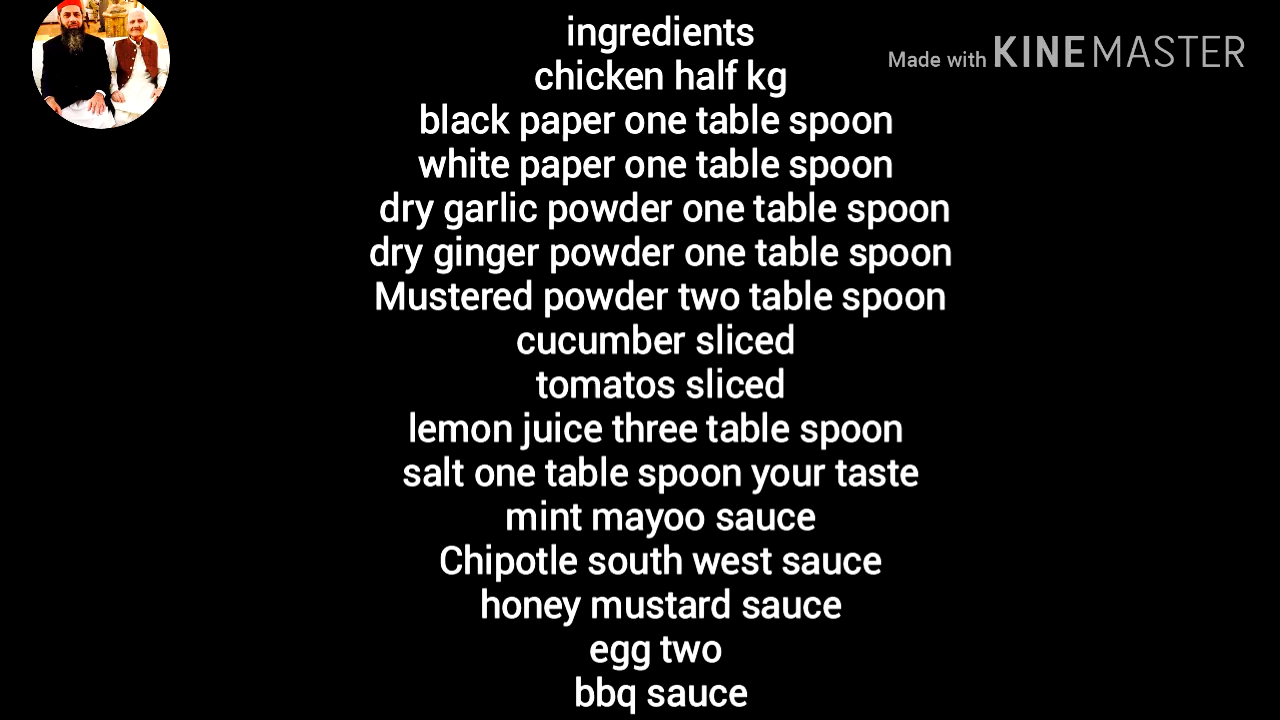 ingredients
Made with KINEMASTER
chicken half kg
black paper one table spoon
white paper one table spoon
dry garlic powder one table spoon
dry ginger powder one table spoon
Mustered powder two table spoon
cucumber sliced
tomatos sliced
lemon juice three table spoon
salt one table spoon your taste
mint mayoo sauce
Chipotle south west sauce
honey mustard sauce
egg two
bbq sauce